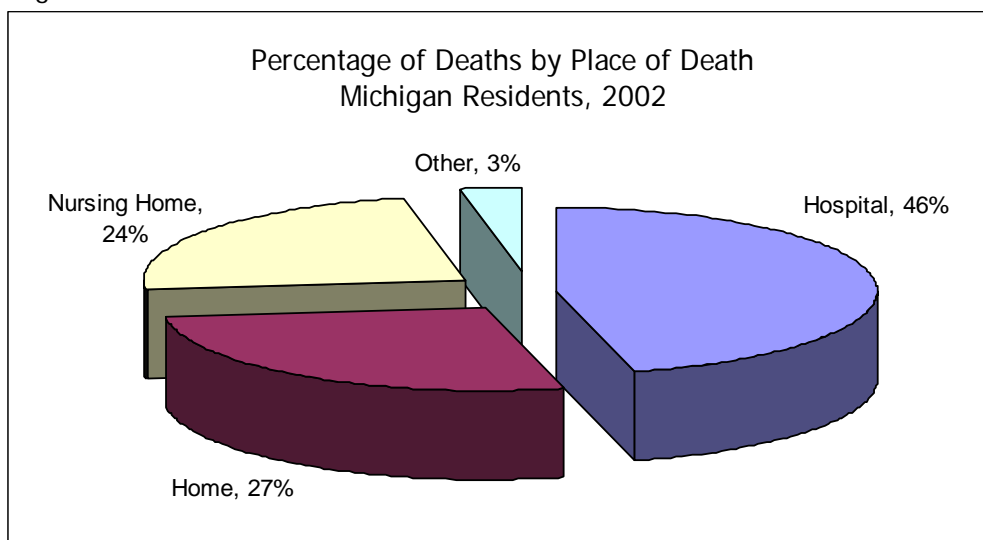 Percentage of Deaths by Place of Death
Michigan Residents, 2002
Other, 3%
Nursing Home,
24%
Hospital, 46%
Home, 27%